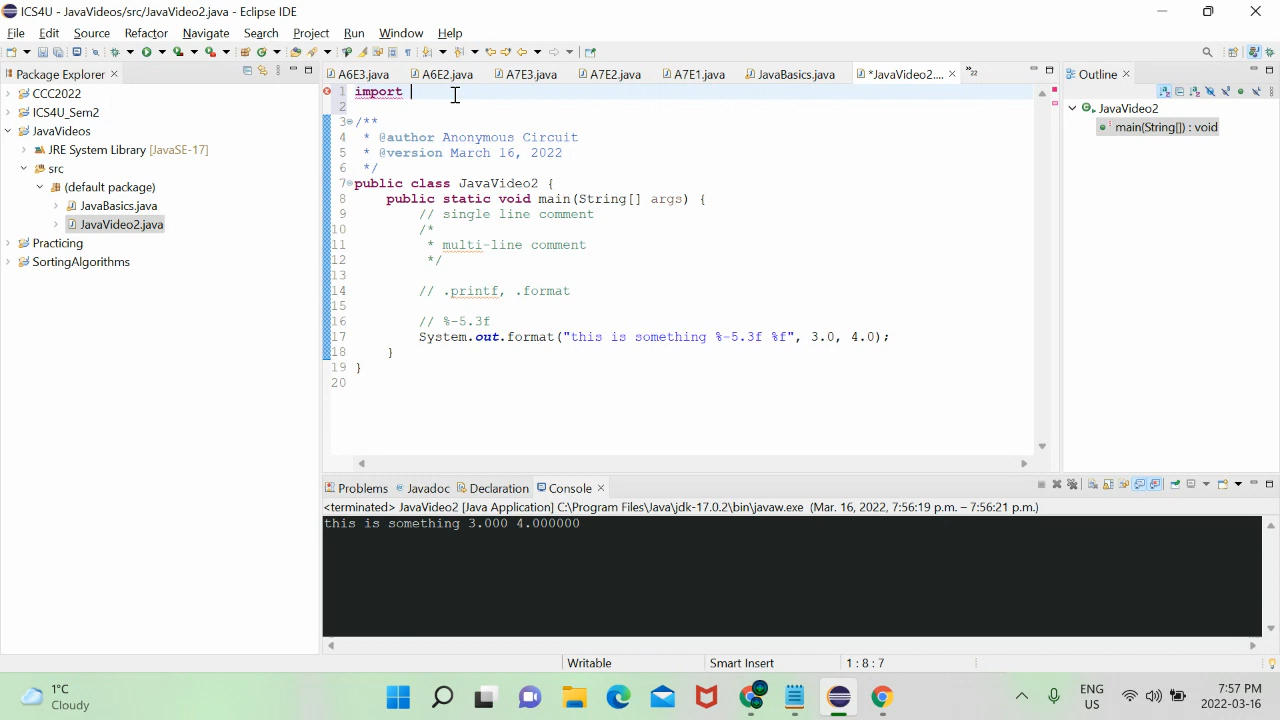 ICS4U - JavaVideos/src/JavaVideo2.java - Eclipse IDE
File Edit Source Refactor Navigate Search Project Run Window Help
Package Explorer
CCC2022
ICS4U_Sem2
JavaVideos
JRE System Library [JavaSE-17]
src
(default package)
JavaBasics.java
JavaVideo2.java
Practicing
SortingAlgorithms
A6E3.java A6E2.java A7E3.java A7E2.java A7E1.java JavaBasics.java *JavaVideo2.... »22
1 import
2
3 /**
4 * @author Anonymous Circuit
5 * @version March 16, 2022
6 */
7 public class JavaVideo2 {
8 public static void main(String[] args) {
9 // single line comment
10 /*
11 * multi-line comment
12 */
13
14 // .printf, .format
15
16 // %-5.3f
17 System.out.format("this is something %-5.3f %f", 3.0, 4.0);
18 }
19 }
20
Outline
JavaVideo2
main(String[]) : void
Problems Javadoc Declaration Console
<terminated> JavaVideo2 [Java Application] C:\Program Files\Java\jdk-17.0.2\bin\javaw.exe (Mar. 16, 2022, 7:56:19 p.m. – 7:56:21 p.m.)
this is something 3.000 4.000000
Writable Smart Insert 1 : 8 : 7
1°C
Cloudy
ENG
US
7:57 PM
2022-03-16